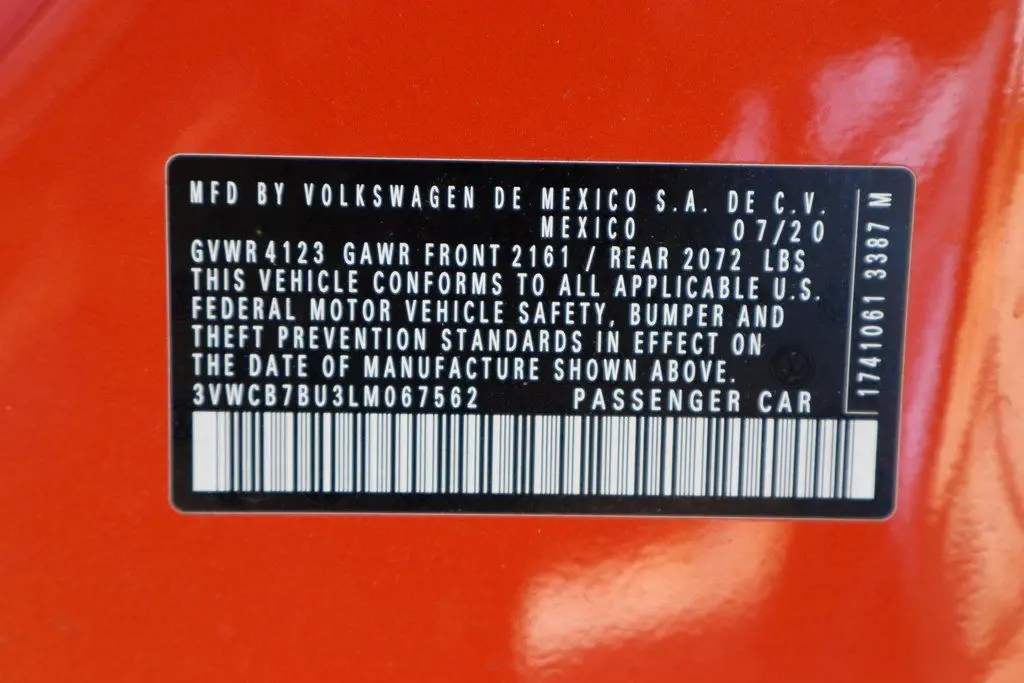 MFD BY VOLKSWAGEN DE MEXICO S.A. DE C.V.
MEXICO 07/20
GVWR 4123 GAWR FRONT 2161 / REAR 2072 LBS
THIS VEHICLE CONFORMS TO ALL APPLICABLE U.S.
FEDERAL MOTOR VEHICLE SAFETY, BUMPER AND
THEFT PREVENTION STANDARDS IN EFFECT ON
THE DATE OF MANUFACTURE SHOWN ABOVE.
3VWCB7BU3LM067562 PASSENGER CAR
1741061 3387 M